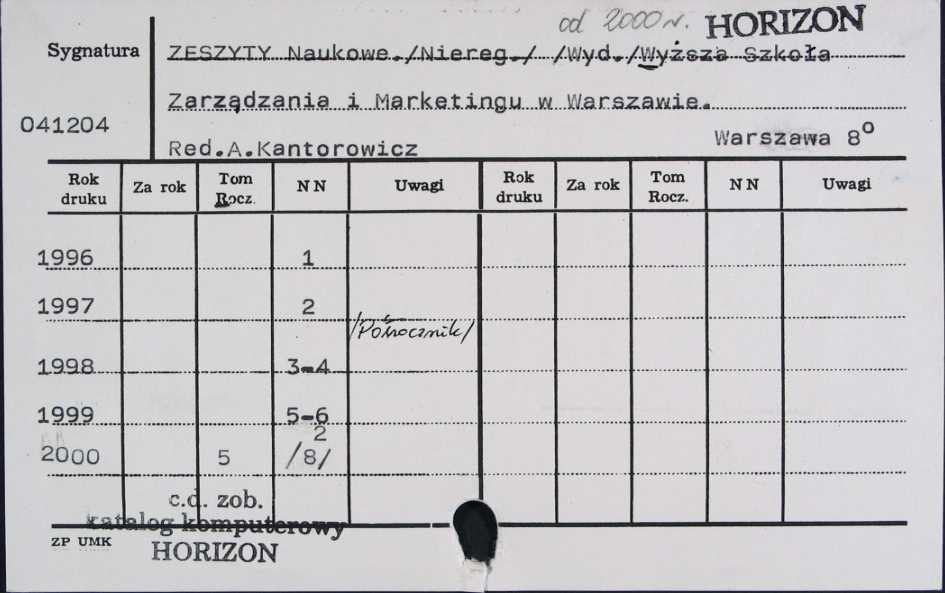 od 2000 r. HORIZON
Sygnatura ZESZYTY Naukowe./Niereg./ /Wyd./Wyższa Szkoła
Zarządzania i Marketingu w Warszawie.
041204
Red.A.Kantorowicz Warszawa 8°
Rok druku Za rok Tom Rocz. NN Uwagi Rok druku Za rok Tom Rocz. NN Uwagi
1996 1
1997 2
/Półrocznik/
1998 3-4
1999 5-6
2
2000 5 /8/
c.d. zob.
katalog komputerowy
ZP UMK HORIZON